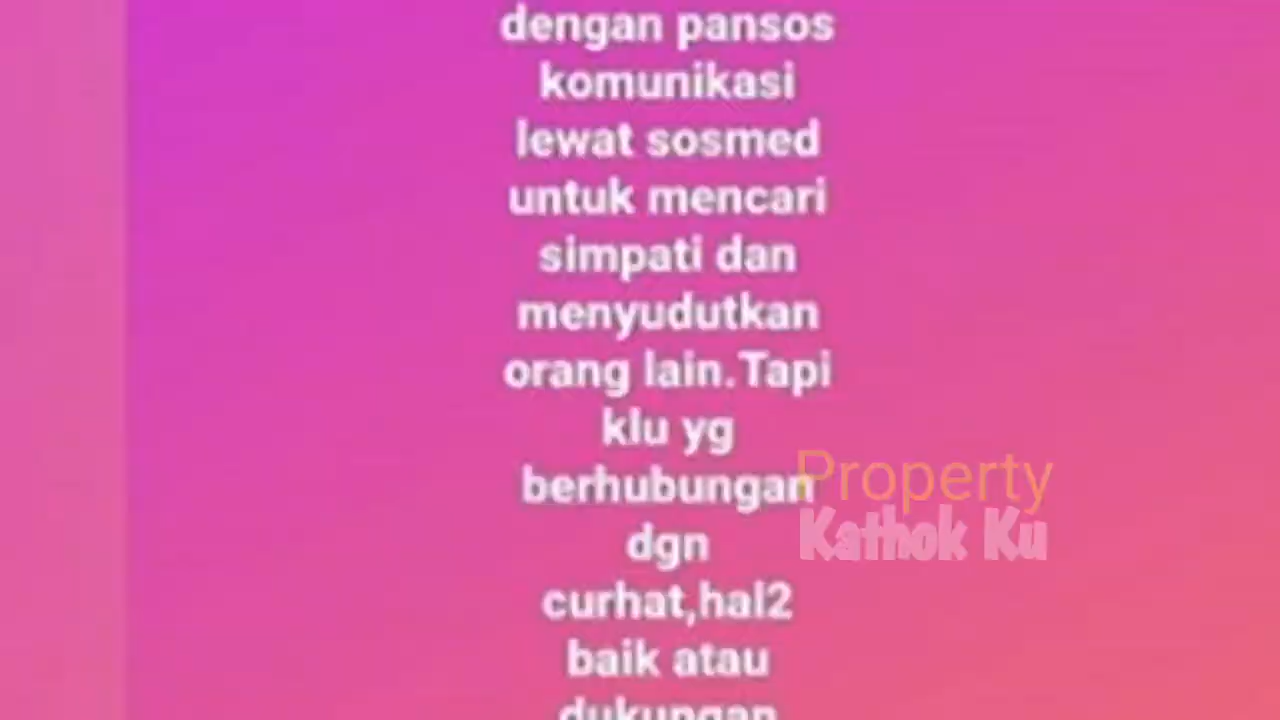 dengan pansos
komunikasi
lewat sosmed
untuk mencari
simpati dan
menyudutkan
orang lain.Tapi
klu yg
berhubungan
dgn
curhat,hal2
baik atau
dukungan
Property
Kathok Ku